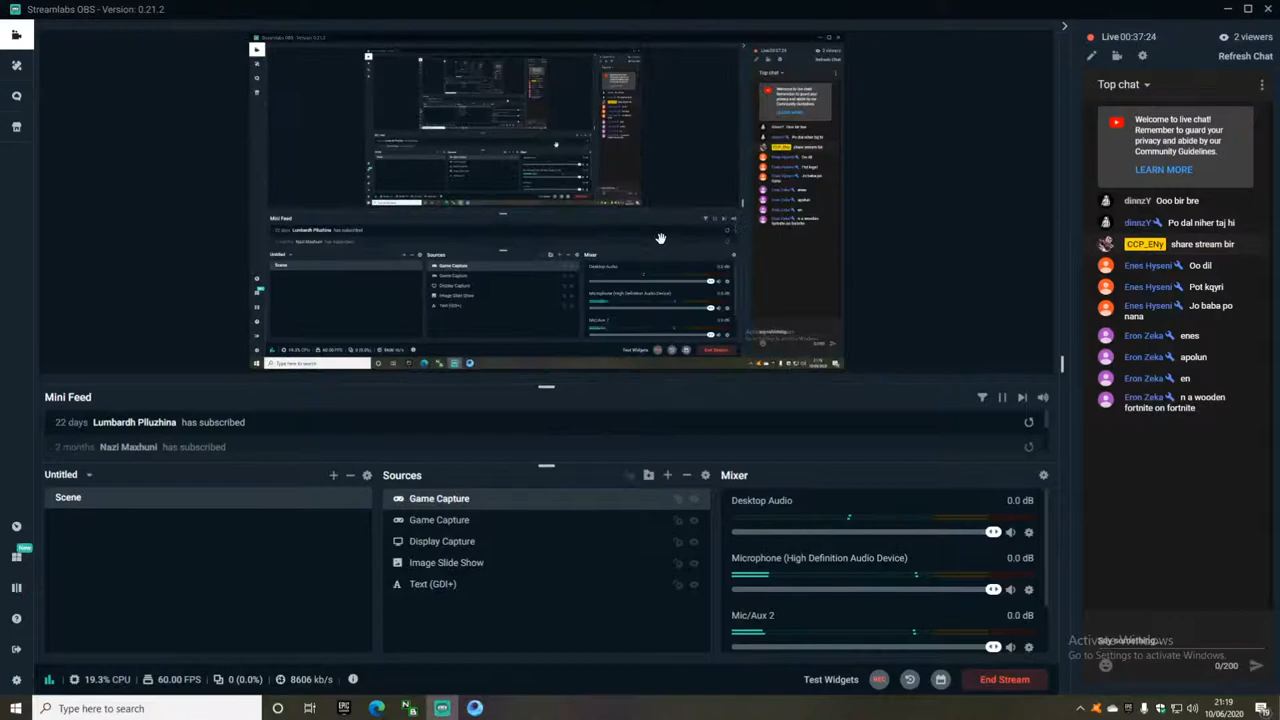 Streamlabs OBS - Version: 0.21.2
Live 00:37:24
2 viewers
Refresh Chat
Top chat
Welcome to live chat!
Remember to guard your
privacy and abide by our
Community Guidelines.
LEARN MORE
dinnzY Ooo bir bre
dinnzY Po dal her taj hi
CCP_ENy share stream bir
Enes Hyseni Oo dil
Enes Hyseni Pot kqyri
Enes Hyseni Jo baba po
nana
Eron Zeka enes
Eron Zeka apolun
Eron Zeka en
Eron Zeka n a wooden
fortnite on fortnite
Mini Feed
22 days Lumbardh Plluzhina has subscribed
2 months Nazi Maxhuni has subscribed
Untitled
Scene
Sources
Game Capture
Game Capture
Display Capture
Image Slide Show
Text (GDI+)
Mixer
Desktop Audio 0.0 dB
Microphone (High Definition Audio Device) 0.0 dB
Mic/Aux 2 0.0 dB
Say something...
Activate Windows
Go to Settings to activate Windows.
0/200
19.3% CPU 60.00 FPS 0 (0.0%) 8606 kb/s
Test Widgets REC End Stream
Type here to search
21:19
10/06/2020